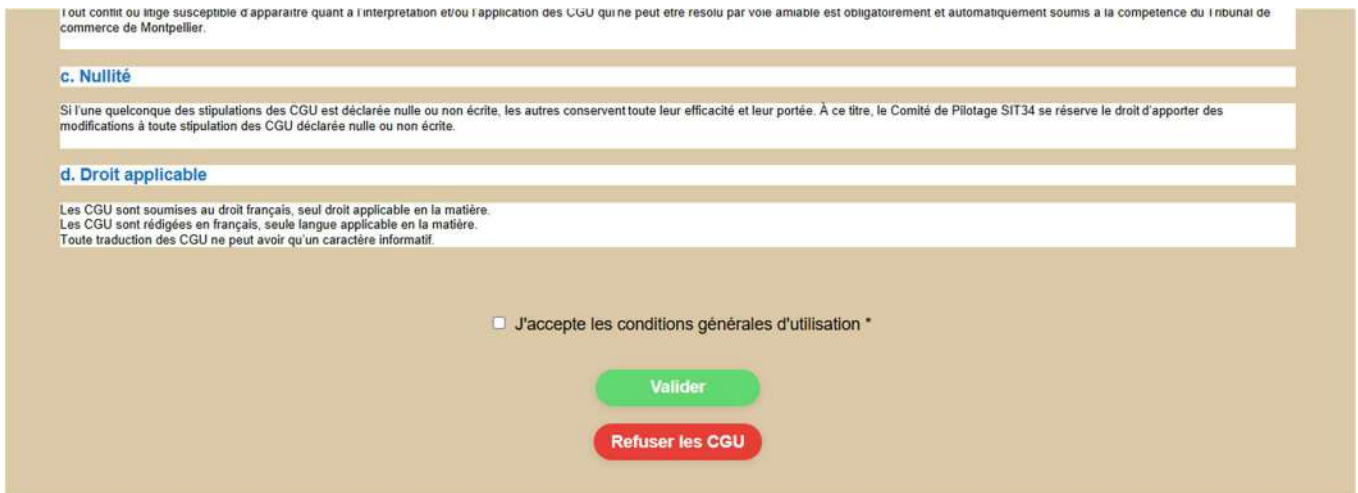 Tout conflit ou litige susceptible d'apparaître quant à l'interprétation et/ou l'application des CGU qui ne peut être résolu par voie amiable est obligatoirement et automatiquement soumis à la compétence du Tribunal de
commerce de Montpellier.
c. Nullité
Si l'une quelconque des stipulations des CGU est déclarée nulle ou non écrite, les autres conservent toute leur efficacité et leur portée. À ce titre, le Comité de Pilotage SIT34 se réserve le droit d'apporter des
modifications à toute stipulation des CGU déclarée nulle ou non écrite.
d. Droit applicable
Les CGU sont soumises au droit français, seul droit applicable en la matière.
Les CGU sont rédigées en français, seule langue applicable en la matière.
Toute traduction des CGU ne peut avoir qu'un caractère informatif.
J'accepte les conditions générales d'utilisation *
Valider
Refuser les CGU